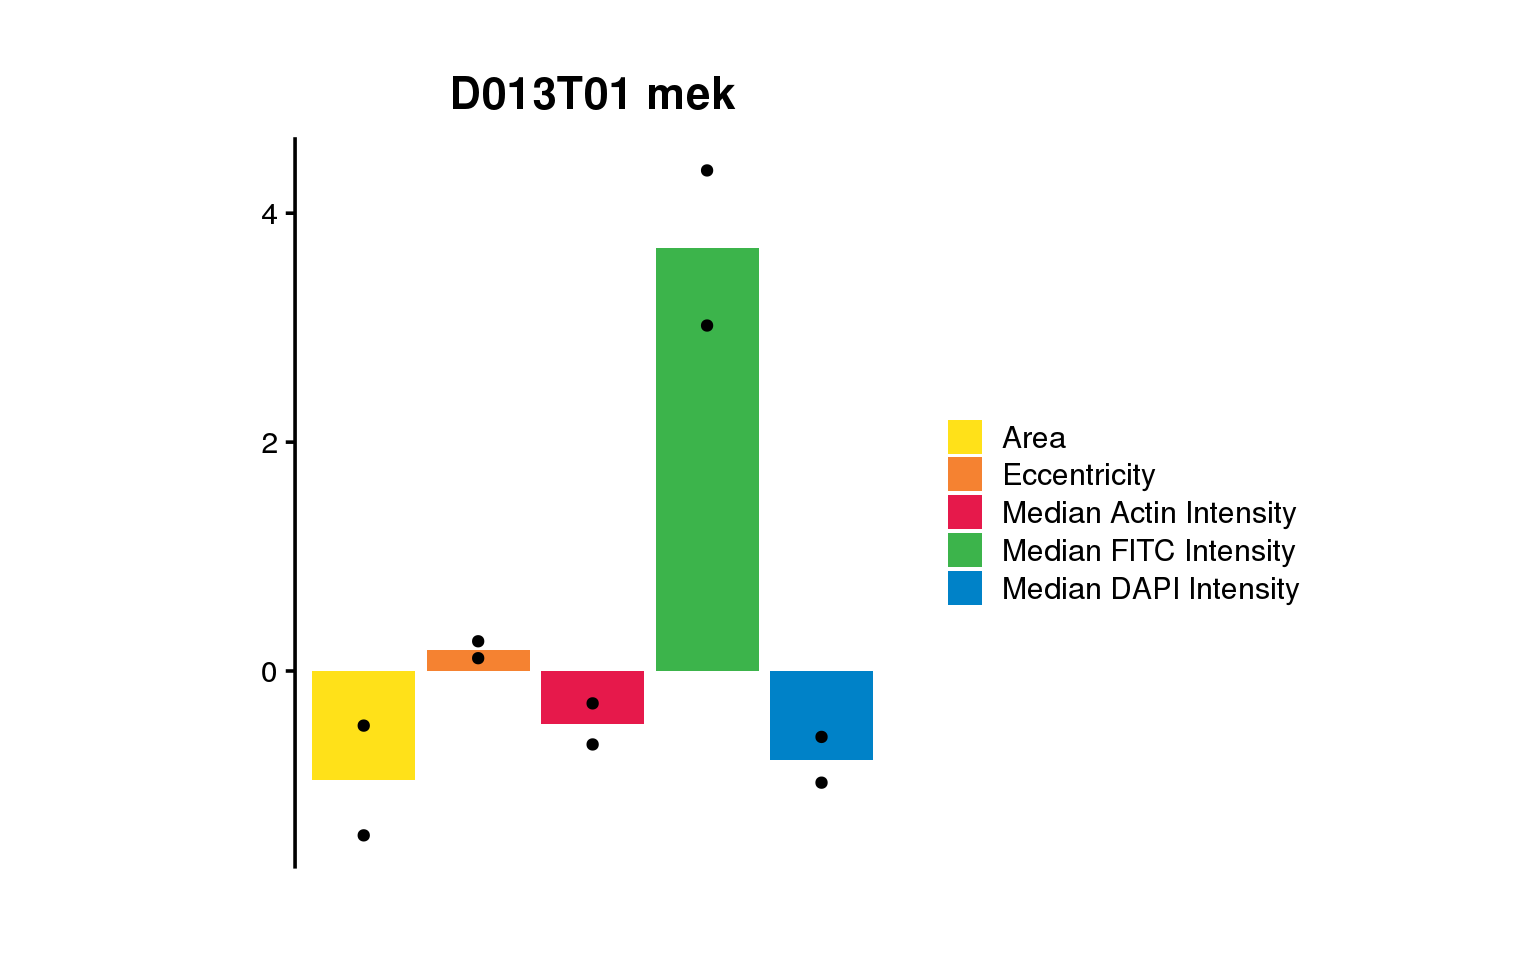 D013T01 mek
4
2
0
Area
Eccentricity
Median Actin Intensity
Median FITC Intensity
Median DAPI Intensity